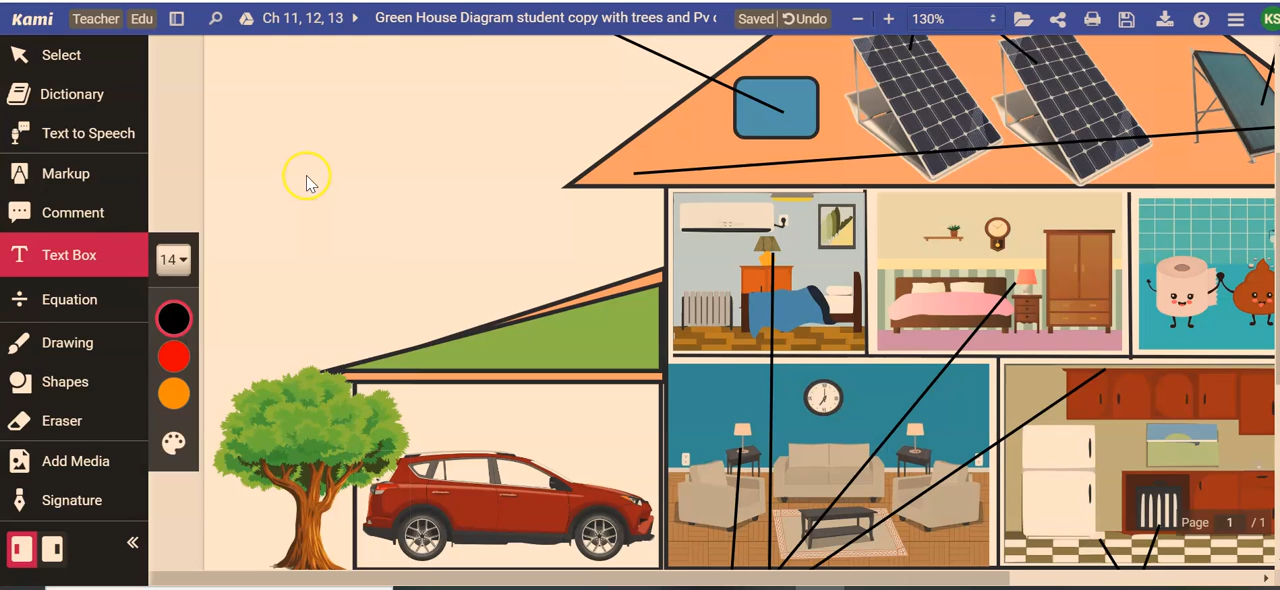 Kami Teacher Edu Ch 11, 12, 13 Green House Diagram student copy with trees and Pv Saved Undo 130% KS
Select
Dictionary
Text to Speech
Markup
Comment
Text Box 14
Equation
Drawing
Shapes
Eraser
Add Media
Signature
Page 1 / 1